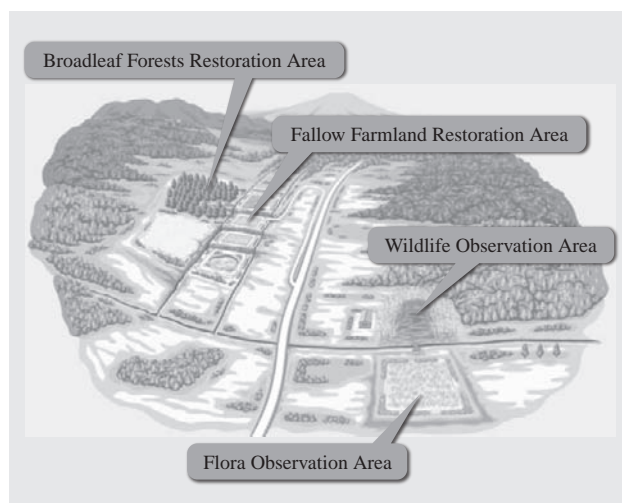 Broadleaf Forests Restoration Area
Fallow Farmland Restoration Area
Wildlife Observation Area
Flora Observation Area